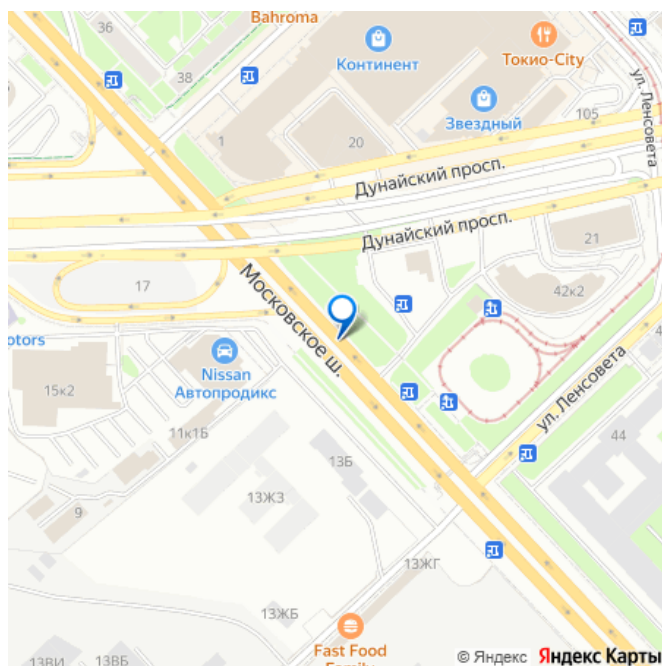 36
Bahroma
38
Континент
Токио-City
ул. Ленсовета
Звездный
105
1
20
Дунайский просп.
Дунайский просп.
21
17
42к2
Московское ш.
otors
Nissan
Автопродикс
15к2
11к1Б
ул. Ленсовета
4
44
13Б
13ЖЗ
9
13ЖГ
13ЖБ
Fast Food
Family
13ВИ
13ВБ
© Яндекс Яндекс Карты